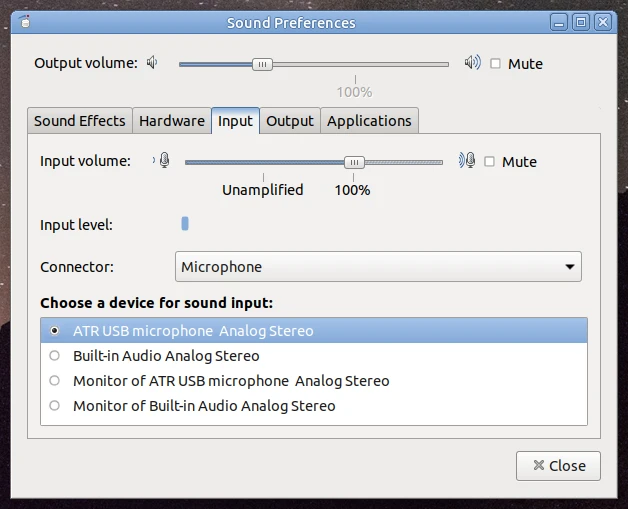 Sound Preferences
Output volume: Mute
100%
Sound Effects Hardware Input Output Applications
Input volume: Mute
Unamplified 100%
Input level:
Connector: Microphone
Choose a device for sound input:
ATR USB microphone  Analog Stereo
Built-in Audio Analog Stereo
Monitor of ATR USB microphone  Analog Stereo
Monitor of Built-in Audio Analog Stereo
Close